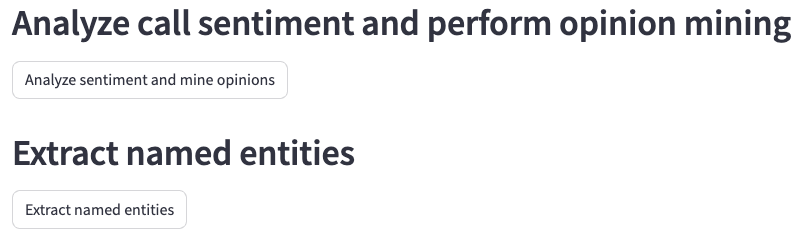 Analyze call sentiment and perform opinion mining
Analyze sentiment and mine opinions
Extract named entities
Extract named entities